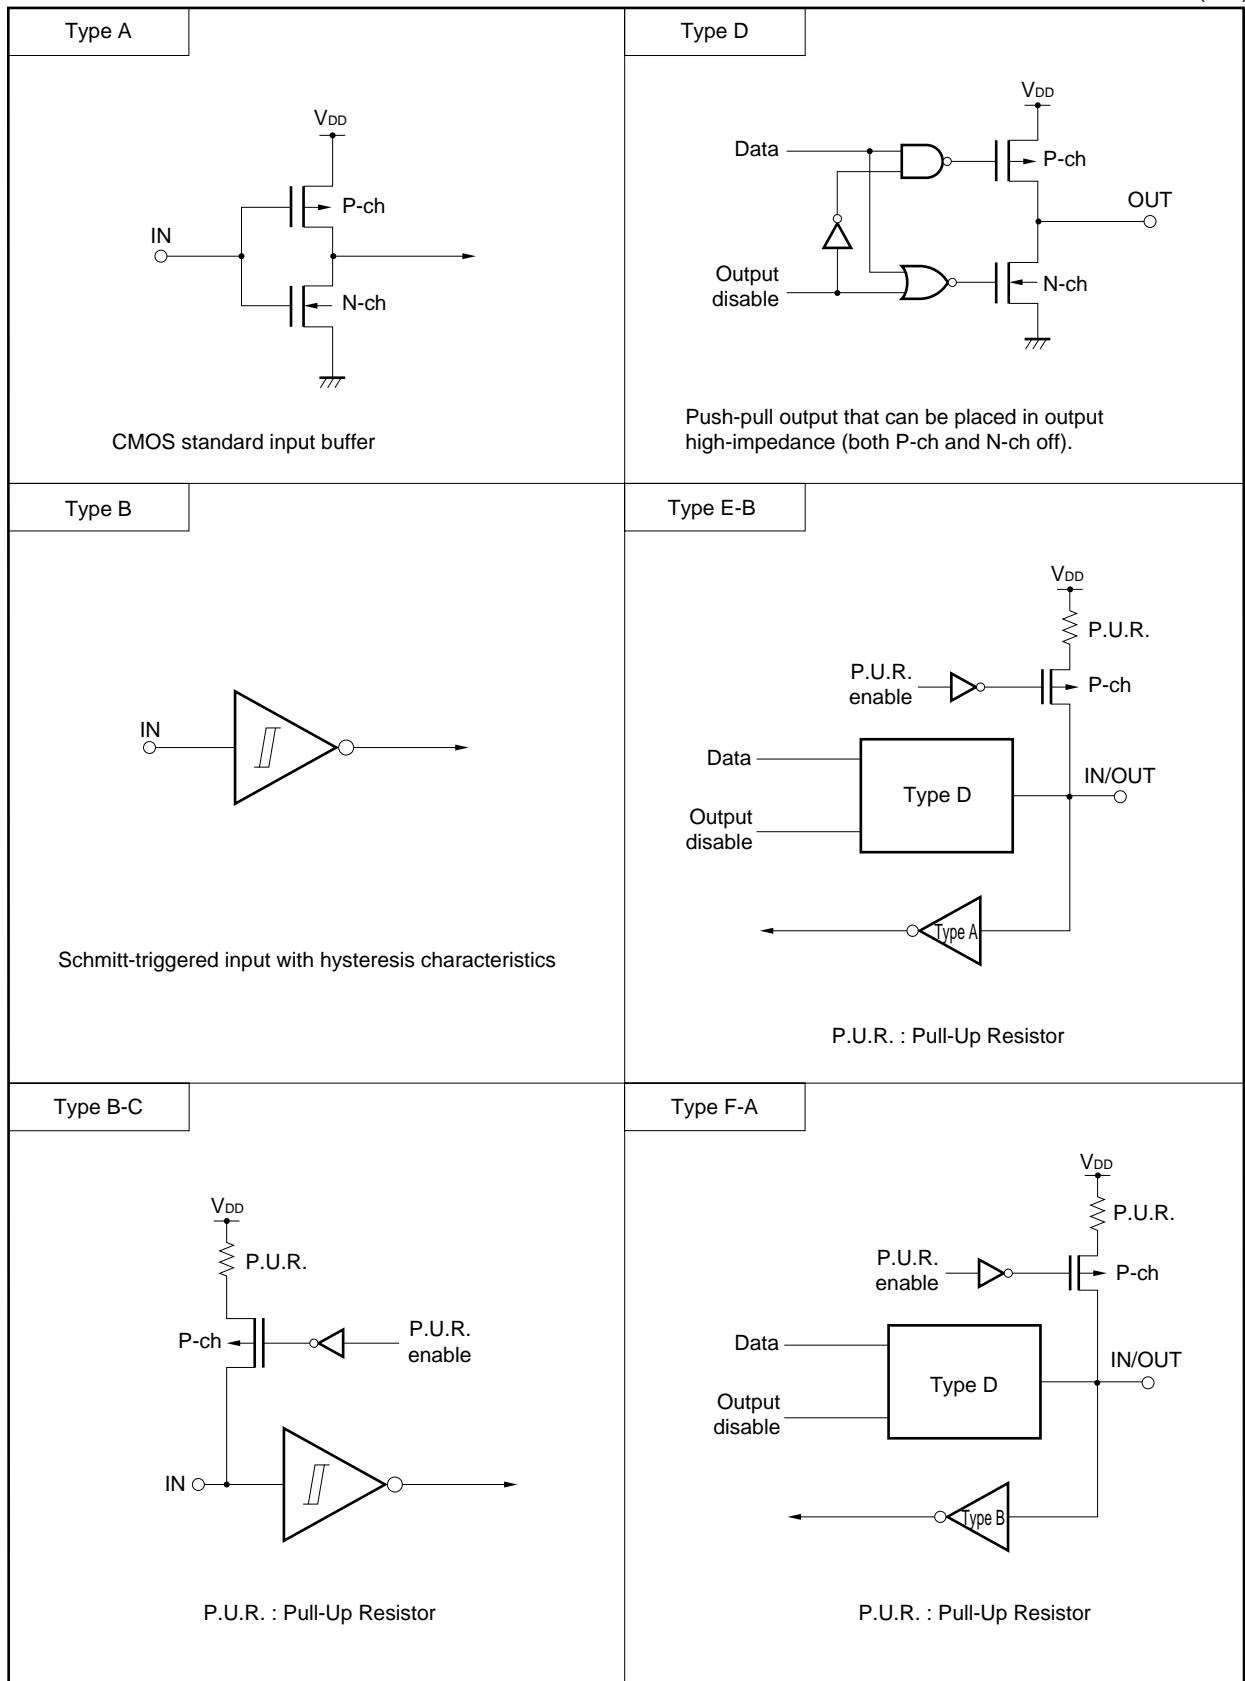 Type A
VDD
P-ch
IN
N-ch
CMOS standard input buffer
Type D
VDD
Data
P-ch
OUT
Output
disable
N-ch
Push-pull output that can be placed in output
high-impedance (both P-ch and N-ch off).
Type B
IN
Schmitt-triggered input with hysteresis characteristics
Type E-B
VDD
P.U.R.
P.U.R.
enable
P-ch
Data
Type D
IN/OUT
Output
disable
Type A
P.U.R. : Pull-Up Resistor
Type B-C
VDD
P.U.R.
P-ch
P.U.R.
enable
IN
P.U.R. : Pull-Up Resistor
Type F-A
VDD
P.U.R.
P.U.R.
enable
P-ch
Data
Type D
IN/OUT
Output
disable
Type B
P.U.R. : Pull-Up Resistor